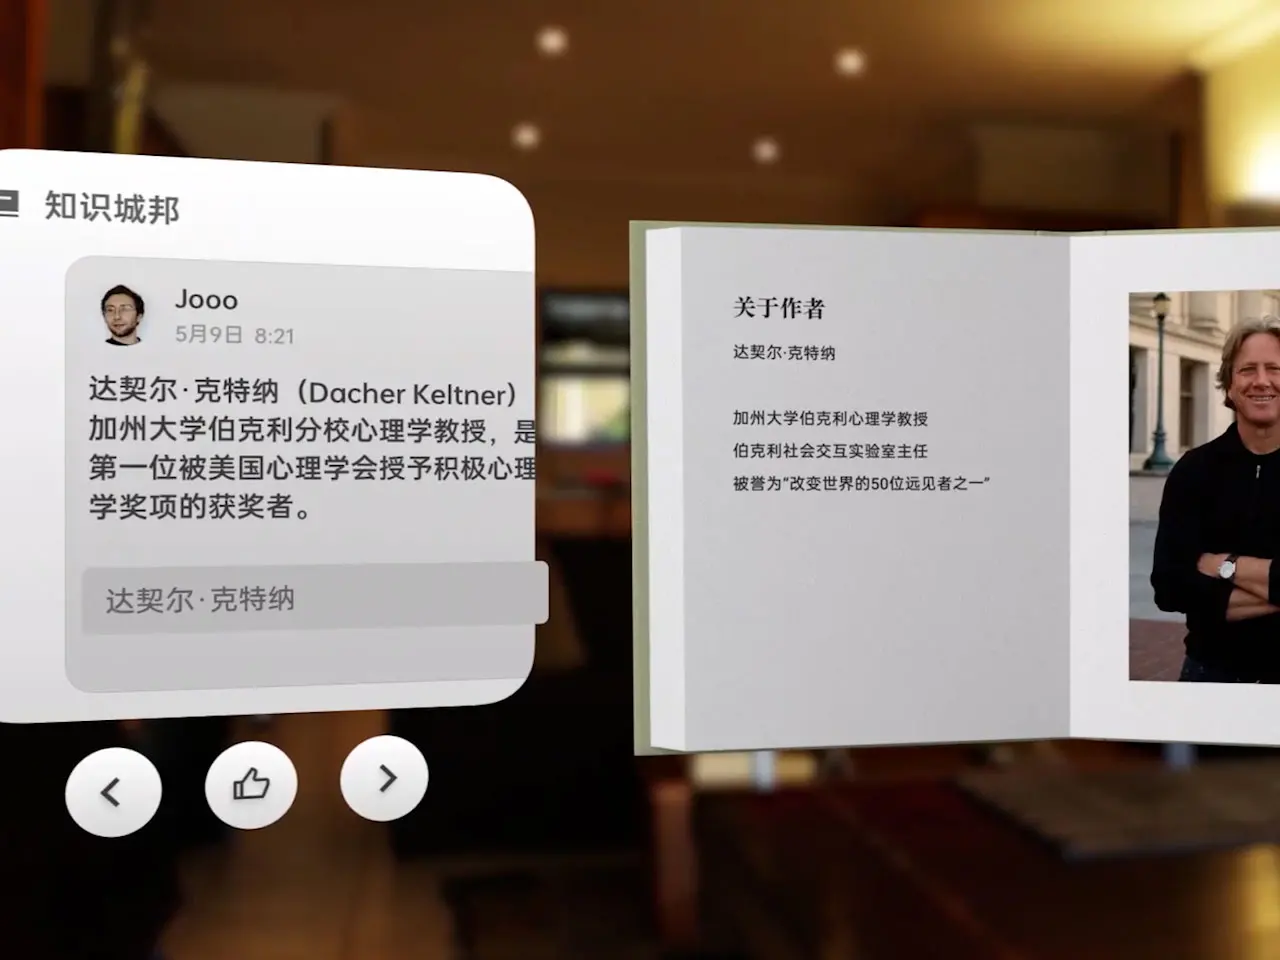 知识城邦
Jooo
5月9日 8:21
达契尔·克特纳（Dacher Keltner）
加州大学伯克利分校心理学教授，是
第一位被美国心理学会授予积极心理
学奖项的获奖者。
达契尔·克特纳
关于作者
达契尔·克特纳
加州大学伯克利心理学教授
伯克利社会交互实验室主任
被誉为“改变世界的50位远见者之一”